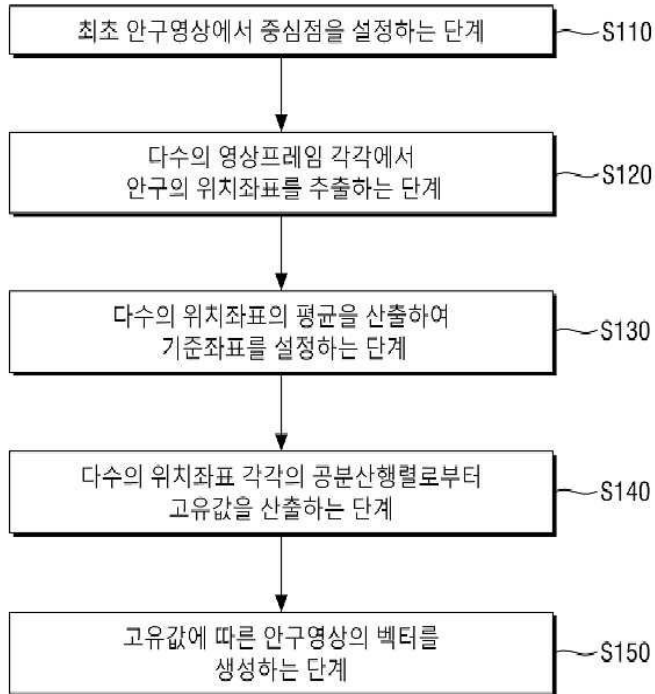 최초 안구영상에서 중심점을 설정하는 단계
S110
다수의 영상프레임 각각에서
안구의 위치좌표를 추출하는 단계
S120
다수의 위치좌표의 평균을 산출하여
기준좌표를 설정하는 단계
S130
다수의 위치좌표 각각의 공분산행렬로부터
고유값을 산출하는 단계
S140
고유값에 따른 안구영상의 벡터를
생성하는 단계
S150